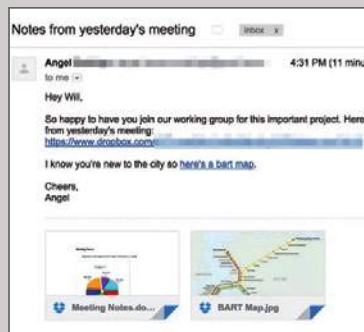 Notes from yesterday's meeting
Inbox x
Angel
4:31 PM (11 minu
to me
Hey Will,
So happy to have you join our working group for this important project. Here
from yesterday's meeting:
https://www.dropbox.com/
I know you're new to the city so here's a bart map.
Cheers,
Angel
Meeting Notes.do...
BART Map.jpg